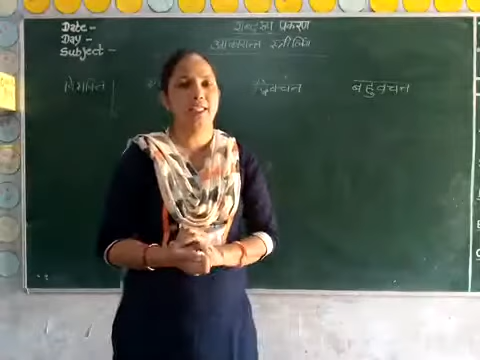 Date -
Day -
Subject -
शब्दरूप प्रकरण
आकारान्त स्त्रीलिंग
विभक्ति द्विवचन बहुवचन